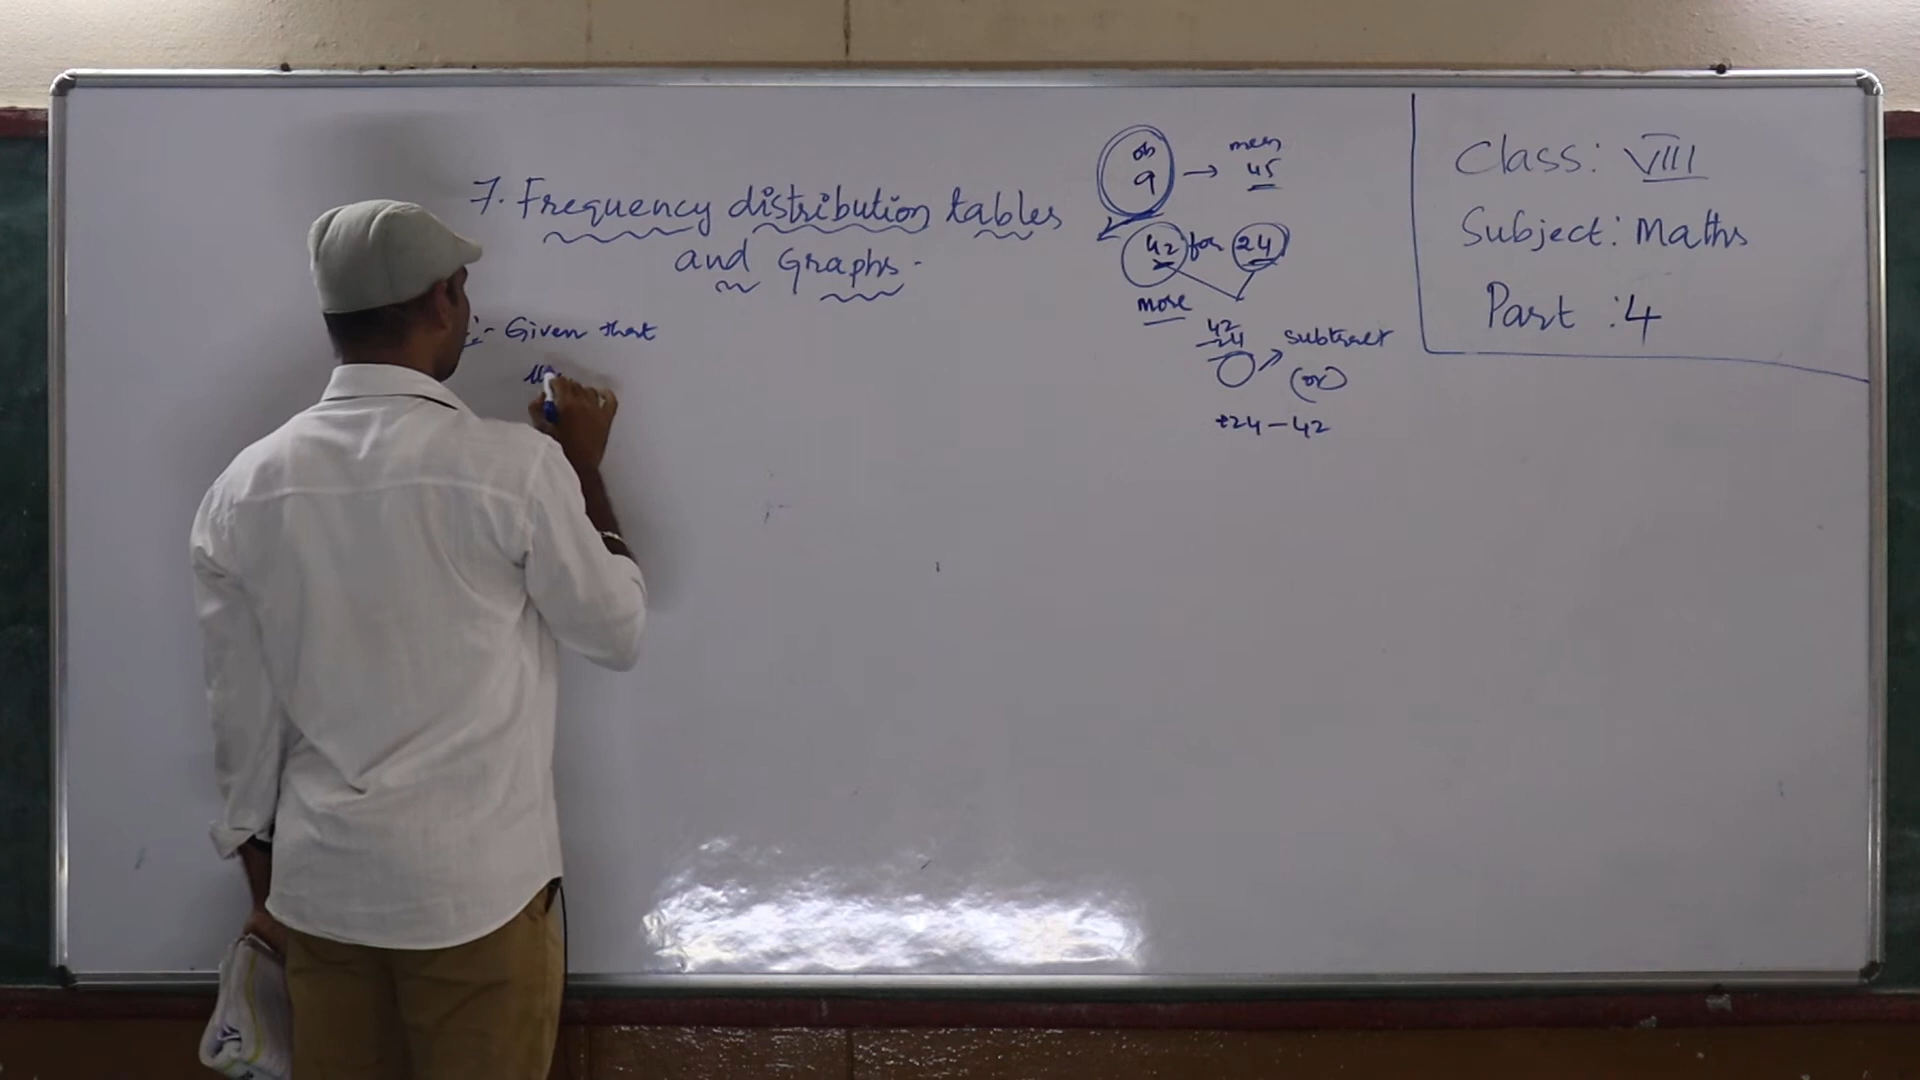 7. Frequency distribution tables
and Graphs.
:- Given that
ob → mean
9 45
42 for 24
more
42
-24 subtract
(or)
+24-42
Class: VIII
Subject: Maths
Part : 4